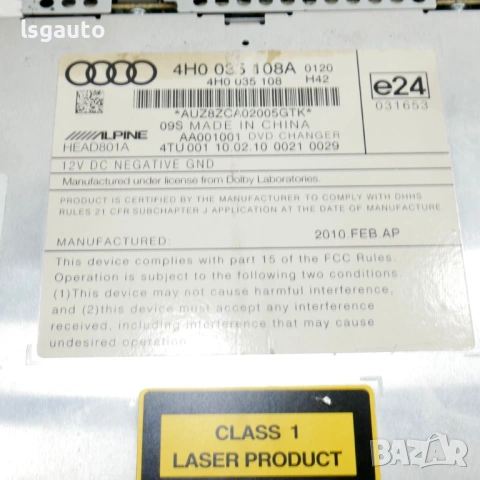 lsgauto
4H0 035 108A 0120
4H0 035 108 H42
e24
031653
*AUZ8ZCA02005GTK*
09S MADE IN CHINA
ALPINE AA001001 DVD CHANGER
HEAD801A 4TU001 10.02.10 0021 0029
12V DC NEGATIVE GND
Manufactured under license from Dolby Laboratories.
PRODUCT IS CERTIFIED BY THE MANUFACTURER TO COMPLY WITH DHHS
RULES 21 CFR SUBCHAPTER J APPLICATION AT THE DATE OF MANUFACTURE
MANUFACTURED: 2010.FEB AP
This device complies with part 15 of the FCC Rules.
Operation is subject to the following two conditions.
(1)This device may not cause harmful interference,
and (2)this device must accept any interference
received, including interference that may cause
undesired operation.
CLASS 1
LASER PRODUCT
BAZAR